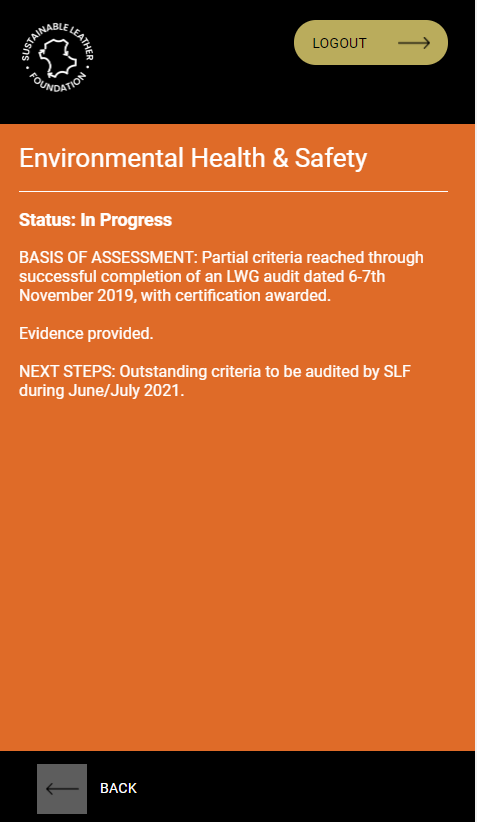 SUSTAINABLE LEATHER
FOUNDATION
LOGOUT
Environmental Health & Safety
Status: In Progress
BASIS OF ASSESSMENT: Partial criteria reached through
successful completion of an LWG audit dated 6-7th
November 2019, with certification awarded.
Evidence provided.
NEXT STEPS: Outstanding criteria to be audited by SLF
during June/July 2021.
BACK